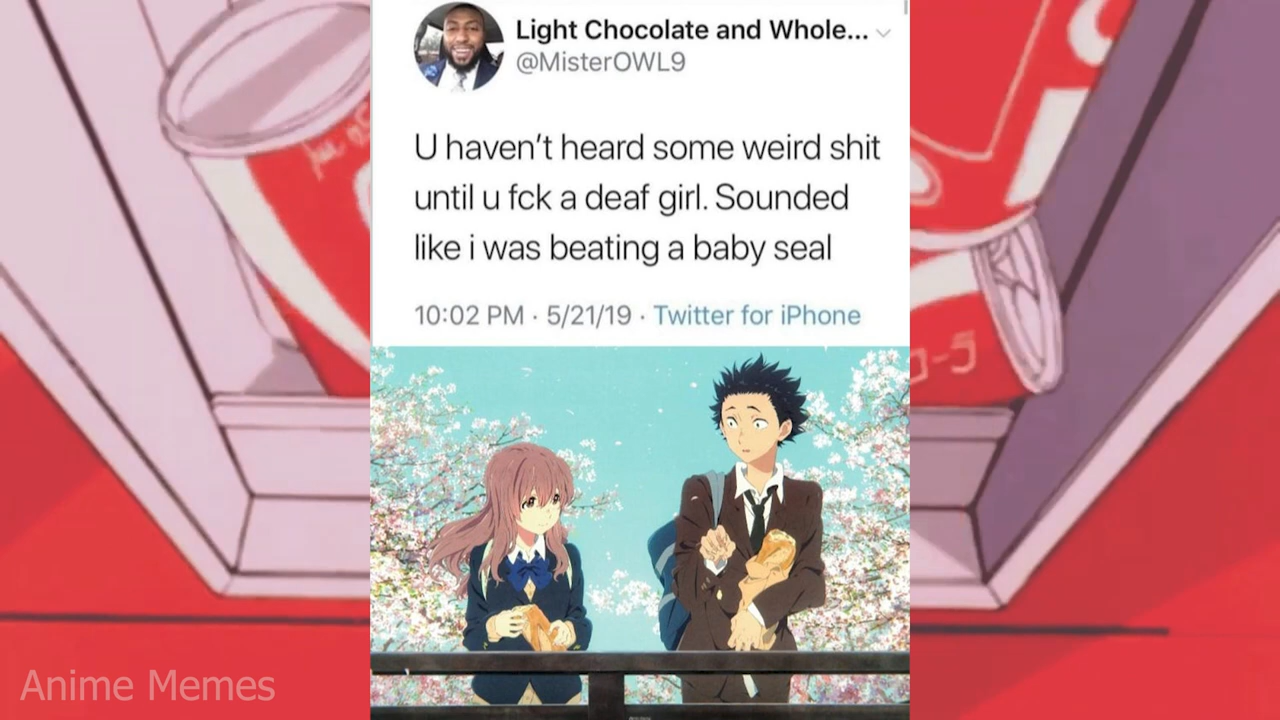 Light Chocolate and Whole...
@MisterOWL9
U haven't heard some weird shit
until u fck a deaf girl. Sounded
like i was beating a baby seal
10:02 PM · 5/21/19 · Twitter for iPhone
Anime Memes